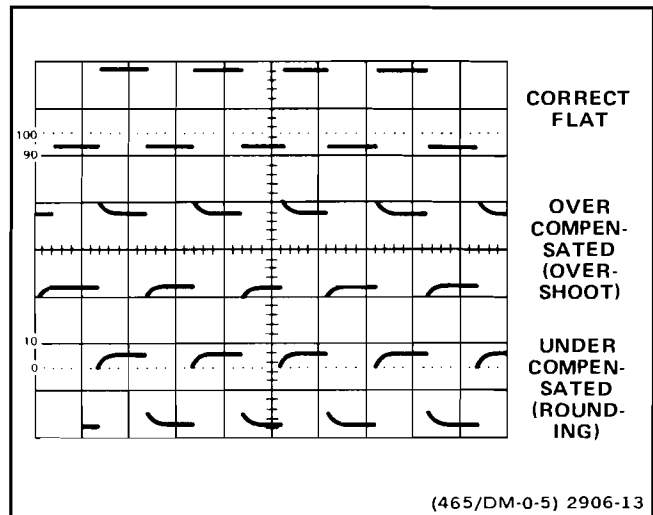 CORRECT
FLAT
100
90
OVER
COMPEN-
SATED
(OVER-
SHOOT)
10
0
UNDER
COMPEN-
SATED
(ROUND-
ING)
(465/DM-0-5) 2906-13